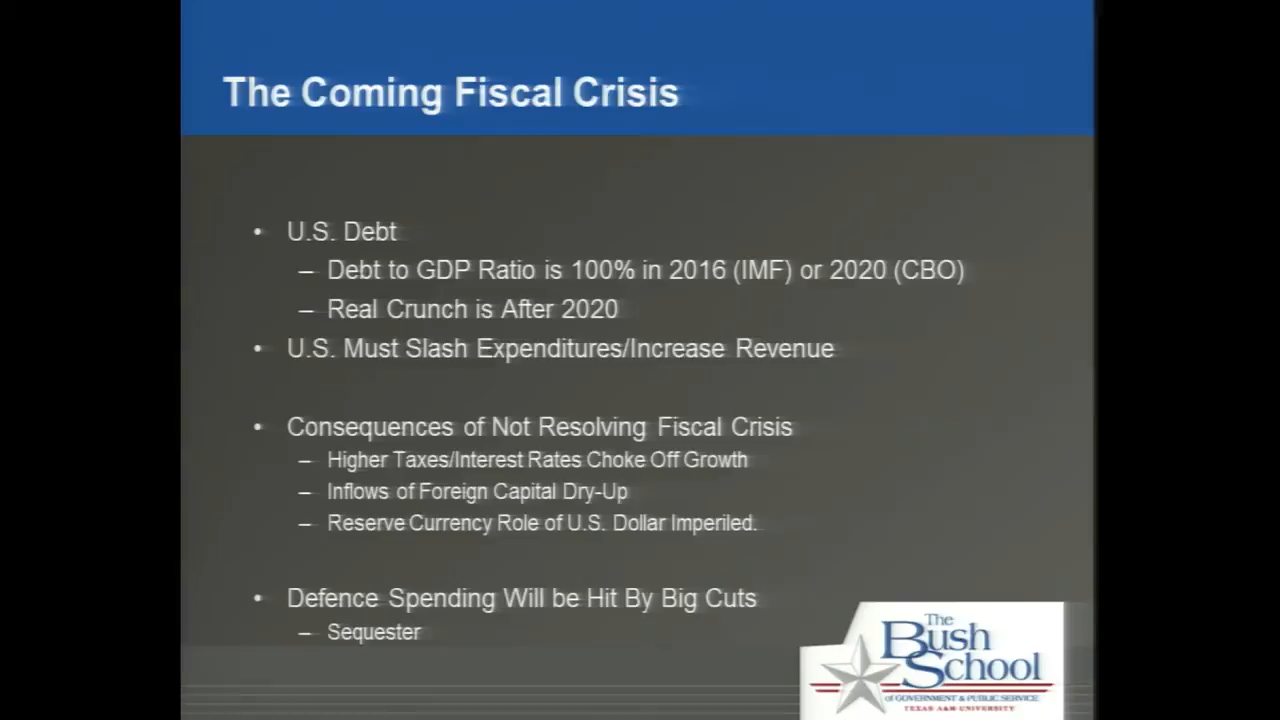 The Coming Fiscal Crisis
• U.S. Debt
– Debt to GDP Ratio is 100% in 2016 (IMF) or 2020 (CBO)
– Real Crunch is After 2020
• U.S. Must Slash Expenditures/Increase Revenue
• Consequences of Not Resolving Fiscal Crisis
– Higher Taxes/Interest Rates Choke Off Growth
– Inflows of Foreign Capital Dry-Up
– Reserve Currency Role of U.S. Dollar Imperiled.
• Defence Spending Will be Hit By Big Cuts
– Sequester
The
Bush
School
OF GOVERNMENT & PUBLIC SERVICE
TEXAS A&M UNIVERSITY